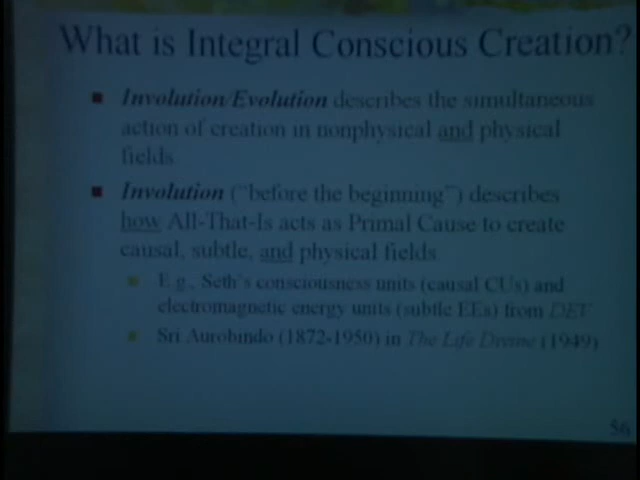 What is Integral Conscious Creation?
Involution/Evolution describes the simultaneous
action of creation in nonphysical and physical
fields
Involution ("before the beginning") describes
how All-That-Is acts as Primal Cause to create
causal, subtle, and physical fields
E.g., Seth's consciousness units (causal CUs) and
electromagnetic energy units (subtle EEs) from DEV
Sri Aurobindo (1872-1950) in The Life Divine (1949)
56